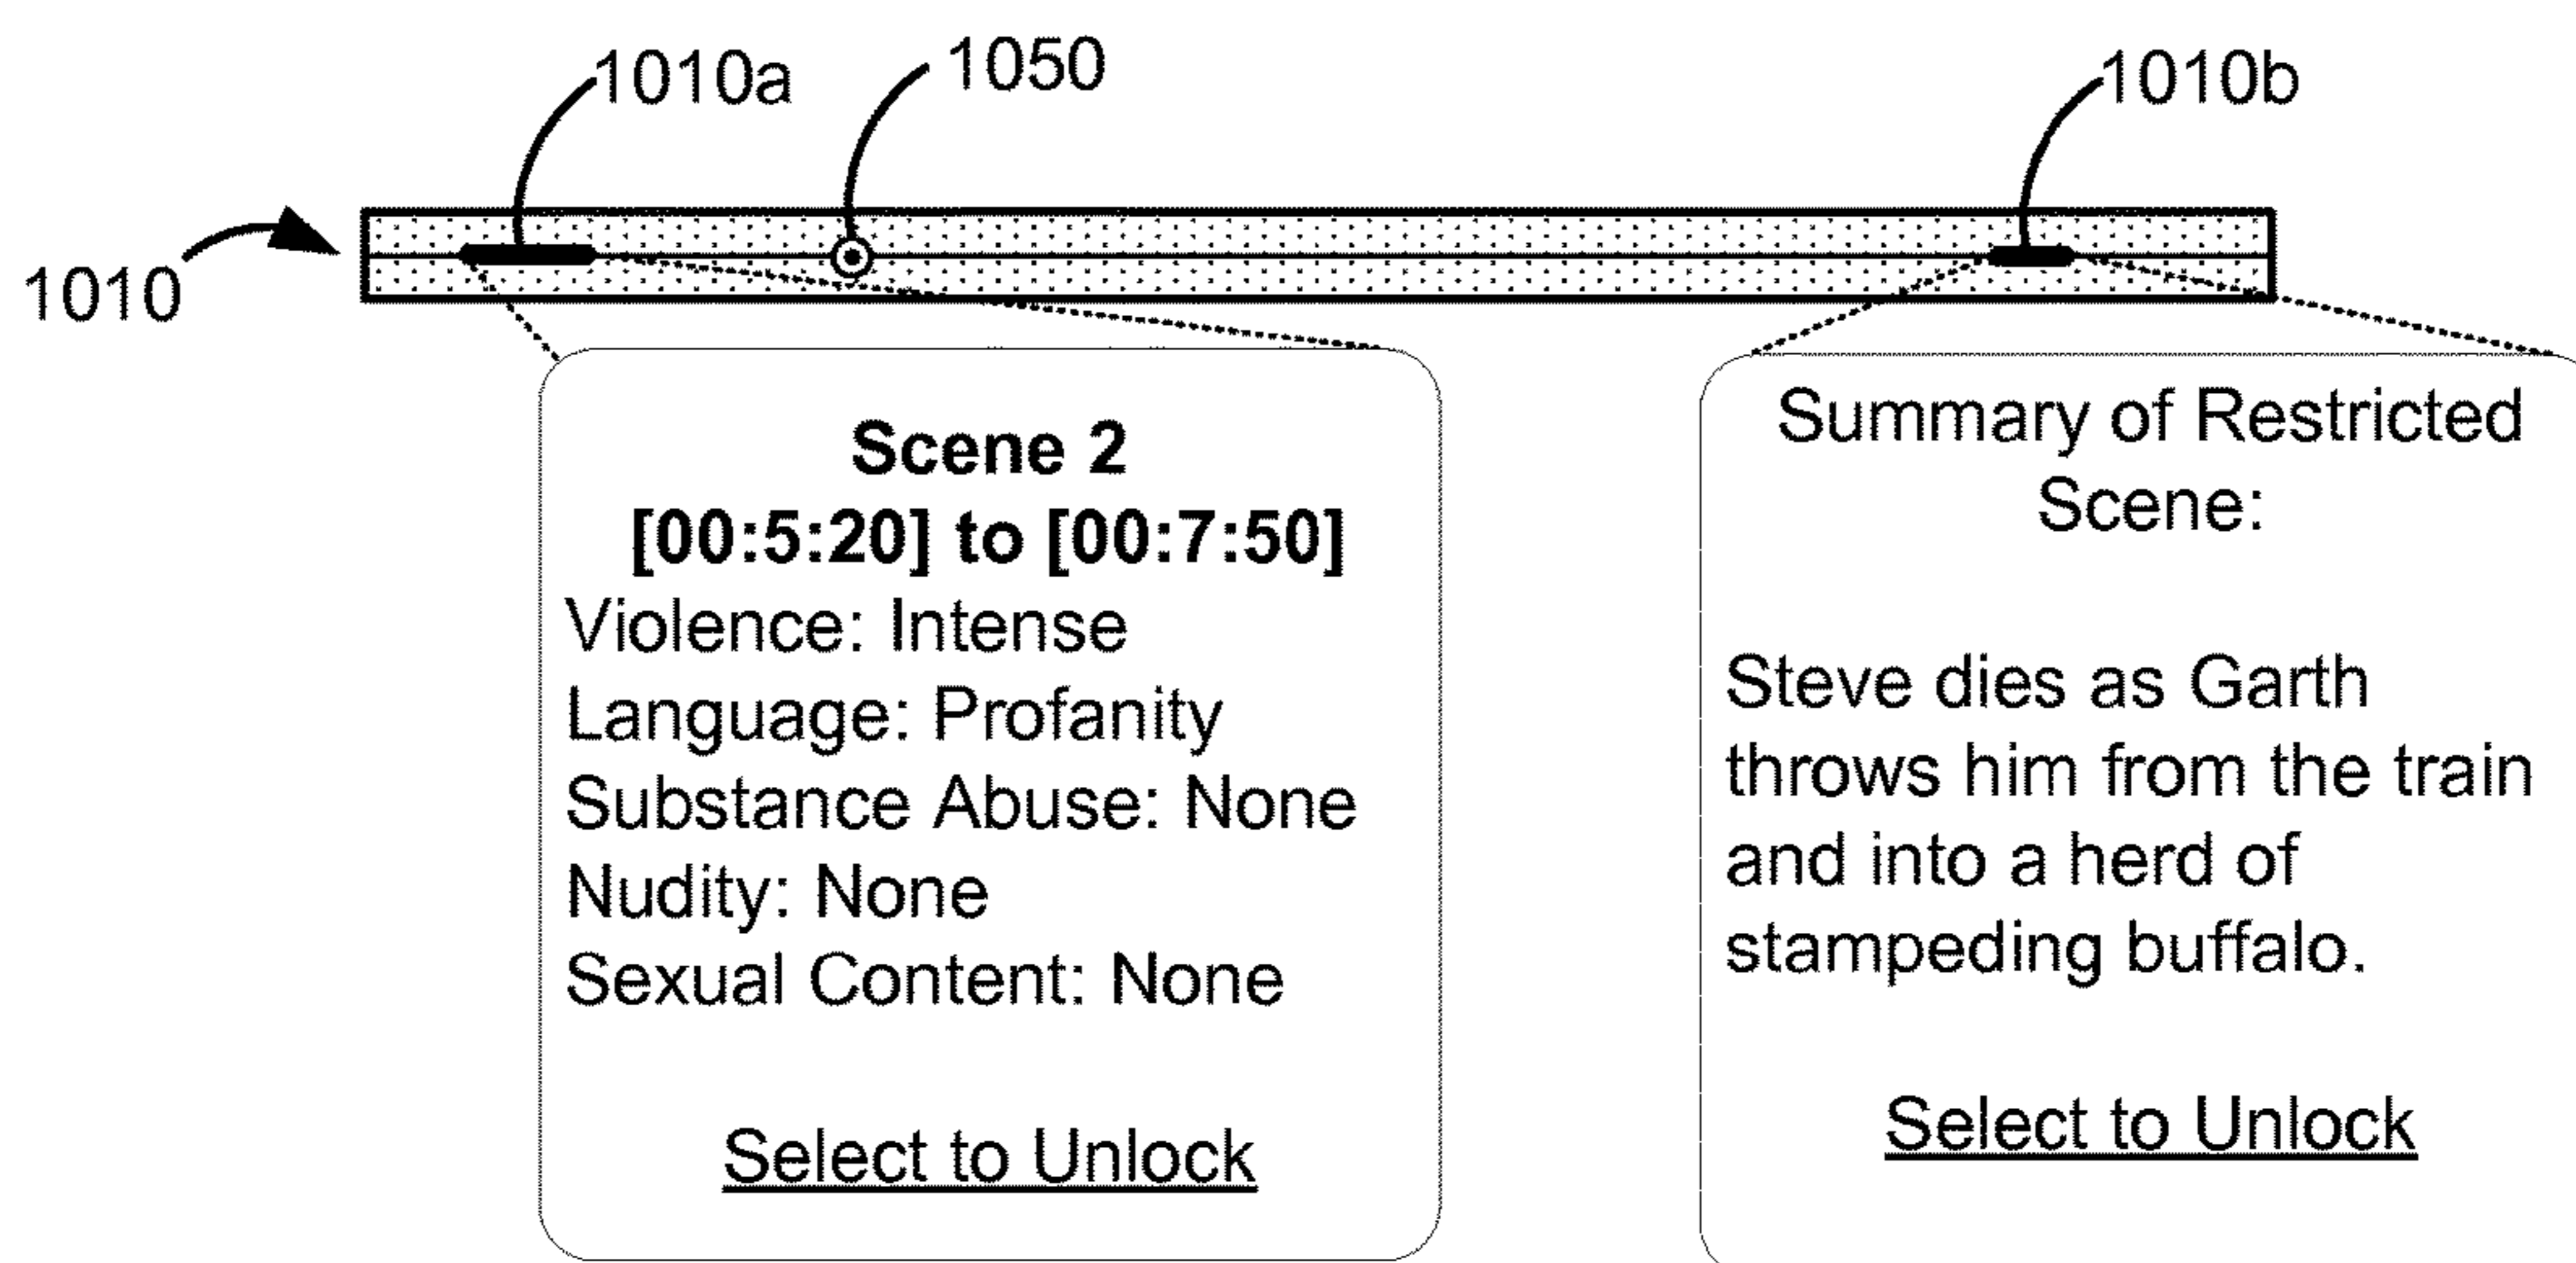 1010a
1050
1010b
1010
Scene 2
[00:5:20] to [00:7:50]
Violence: Intense
Language: Profanity
Substance Abuse: None
Nudity: None
Sexual Content: None
Select to Unlock
Summary of Restricted
Scene:
Steve dies as Garth
throws him from the train
and into a herd of
stampeding buffalo.
Select to Unlock